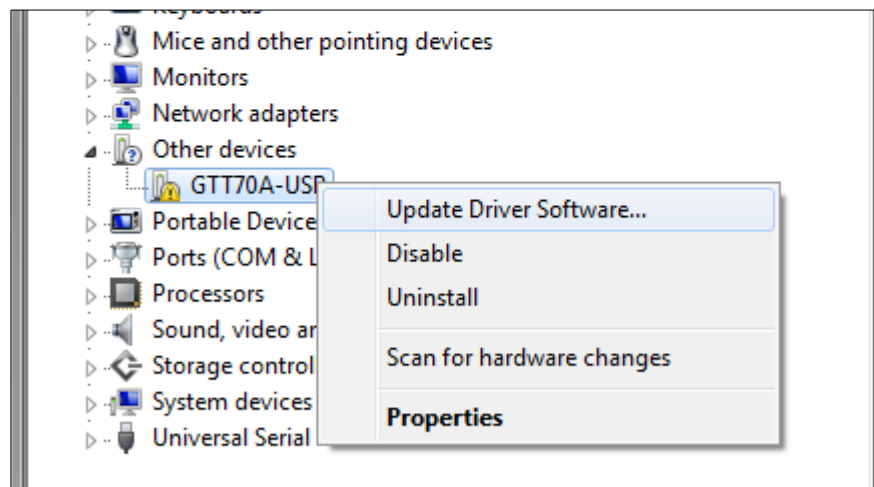 Keyboards
Mice and other pointing devices
Monitors
Network adapters
Other devices
GTT70A-USB
Update Driver Software...
Portable Device
Disable
Ports (COM & L
Uninstall
Processors
Sound, video ar
Scan for hardware changes
Storage control
System devices
Properties
Universal Serial